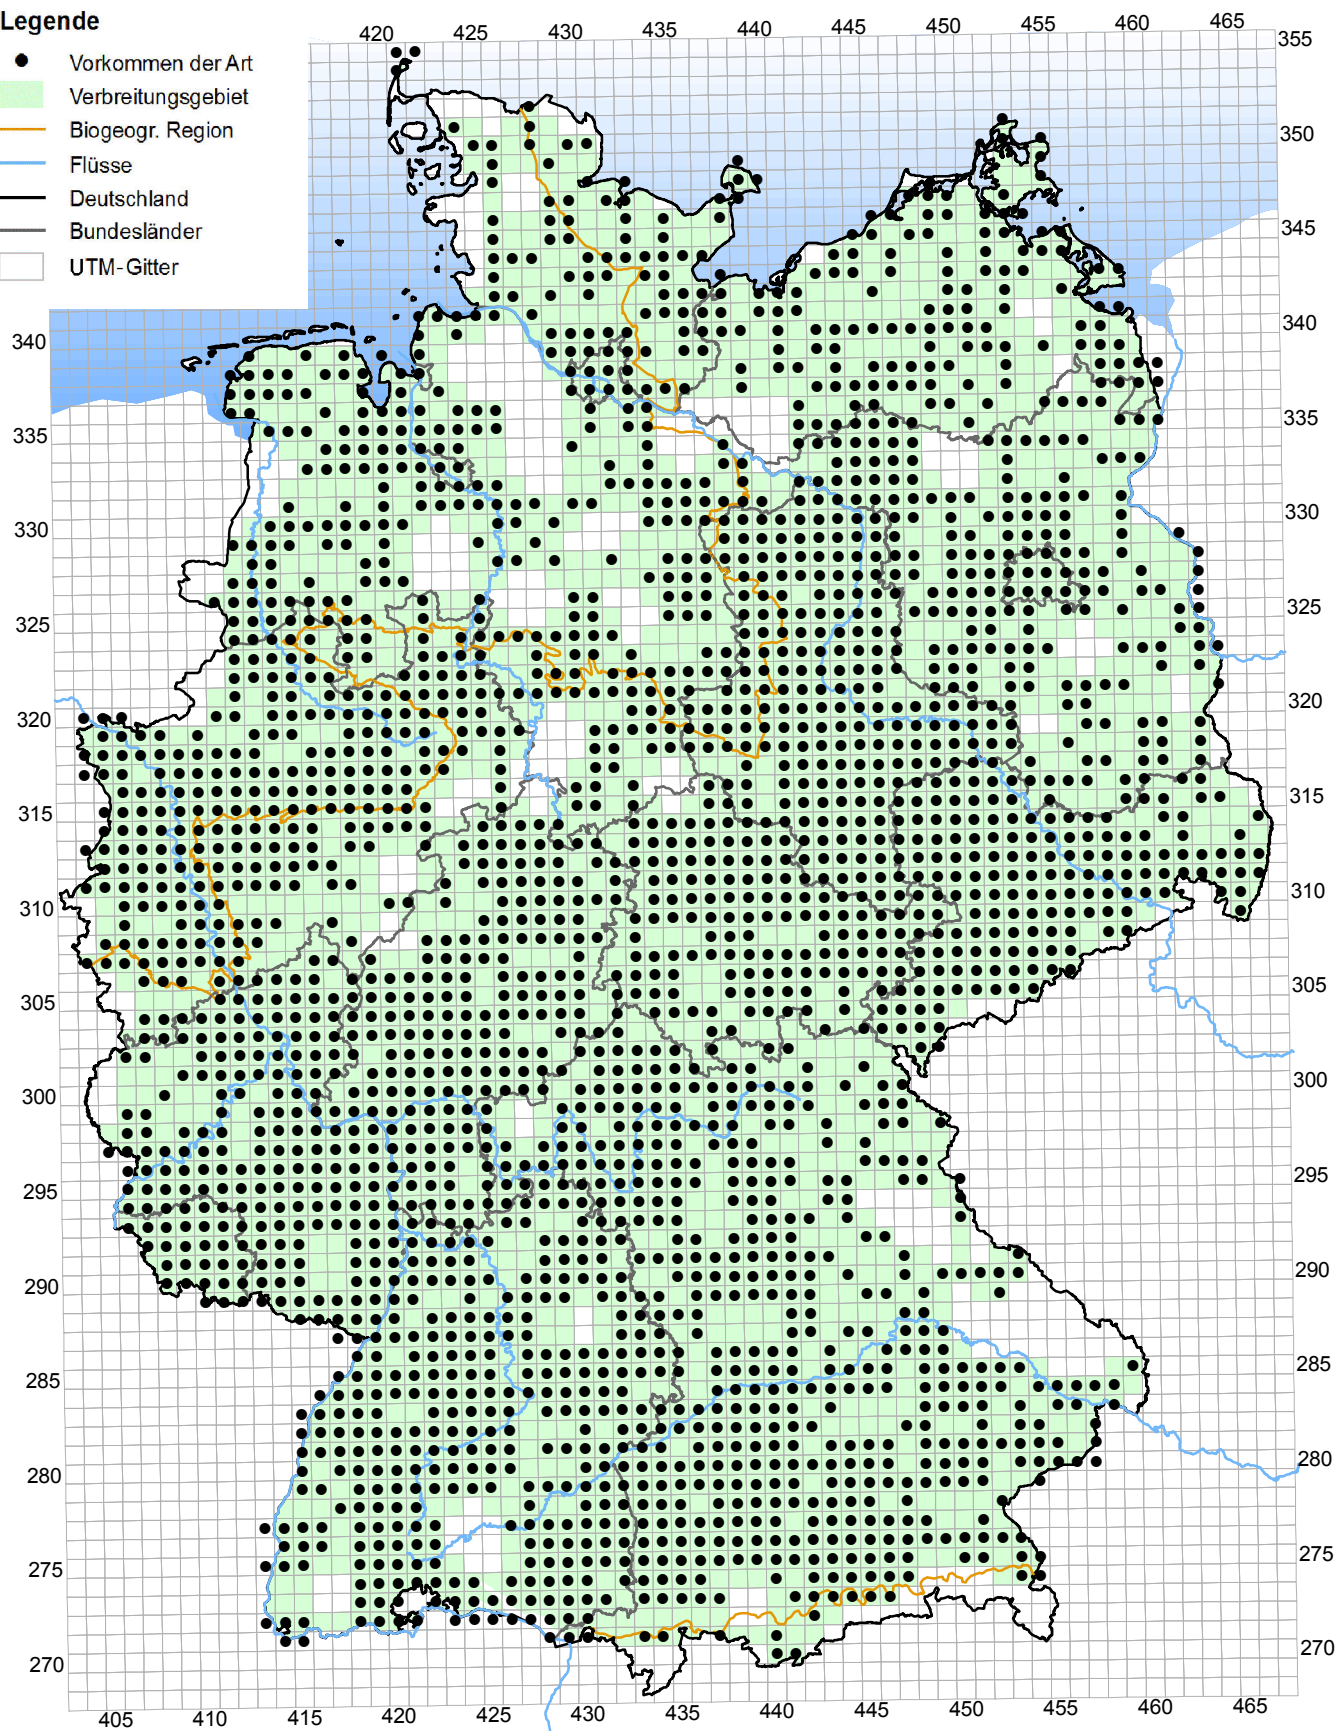 Legende
Vorkommen der Art
Verbreitungsgebiet
Biogeogr. Region
Flüsse
Deutschland
Bundesländer
UTM-Gitter
420 425 430 435 440 445 450 455 460 465
355
350
345
340 340
335 335
330 330
325 325
320 320
315 315
310 310
305 305
300 300
295 295
290 290
285 285
280 280
275 275
270 270
405 410 415 420 425 430 435 440 445 450 455 460 465